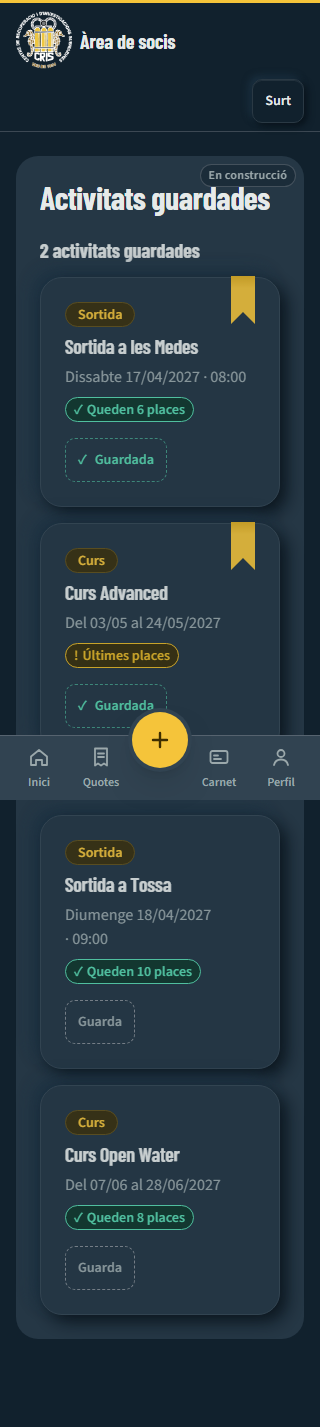 CRIS
Àrea de socis
Surt
En construcció
Activitats guardades
2 activitats guardades
Sortida
Sortida a les Medes
Dissabte 17/04/2027 · 08:00
✓ Queden 6 places
✓ Guardada
Curs
Curs Advanced
Del 03/05 al 24/05/2027
! Últimes places
✓ Guardada
+
Inici
Quotes
Carnet
Perfil
Sortida
Sortida a Tossa
Diumenge 18/04/2027
· 09:00
✓ Queden 10 places
Guarda
Curs
Curs Open Water
Del 07/06 al 28/06/2027
✓ Queden 8 places
Guarda